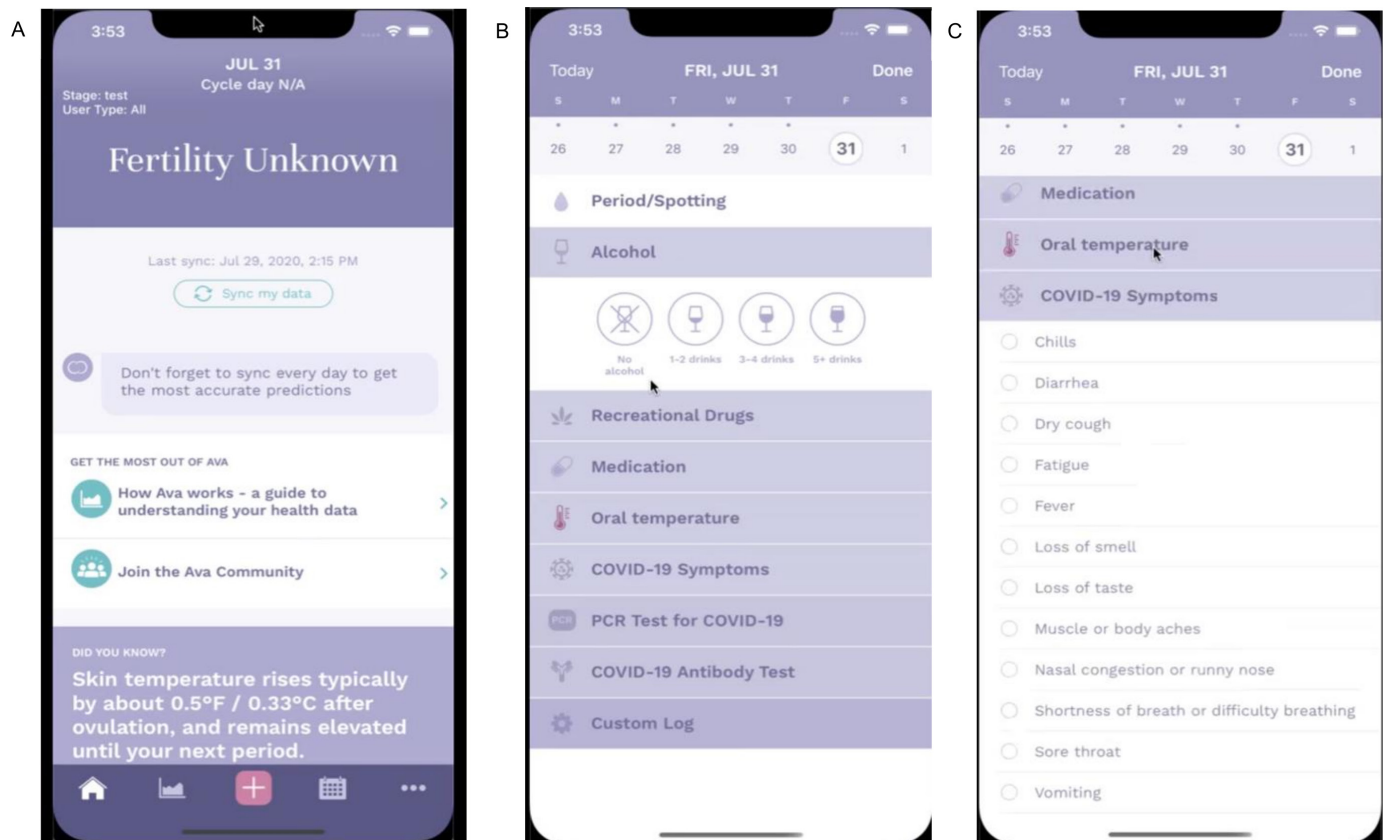 A
3:53
JUL 31
Cycle day N/A
Stage: test
User Type: All
Fertility Unknown
Last sync: Jul 29, 2020, 2:15 PM
Sync my data
Don't forget to sync every day to get
the most accurate predictions
GET THE MOST OUT OF AVA
How Ava works - a guide to
understanding your health data
Join the Ava Community
DID YOU KNOW?
Skin temperature rises typically
by about 0.5°F / 0.33°C after
ovulation, and remains elevated
until your next period.
B
3:53
Today FRI, JUL 31 Done
S M T W T F S
26 27 28 29 30 31 1
Period/Spotting
Alcohol
No
alcohol
1-2 drinks
3-4 drinks
5+ drinks
Recreational Drugs
Medication
Oral temperature
COVID-19 Symptoms
PCR PCR Test for COVID-19
COVID-19 Antibody Test
Custom Log
C
3:53
Today FRI, JUL 31 Done
S M T W T F S
26 27 28 29 30 31 1
Medication
Oral temperature
COVID-19 Symptoms
Chills
Diarrhea
Dry cough
Fatigue
Fever
Loss of smell
Loss of taste
Muscle or body aches
Nasal congestion or runny nose
Shortness of breath or difficulty breathing
Sore throat
Vomiting